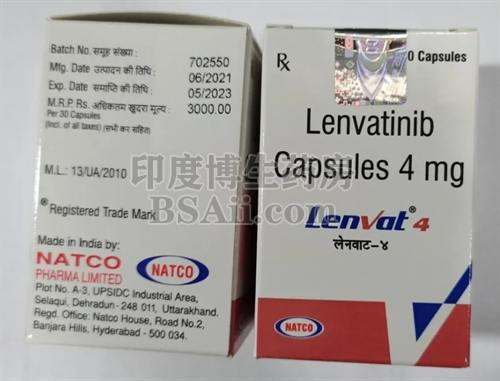 Batch No. समूह संख्या : 702550
Mfg. Date उत्पादन की तिथि : 06/2021
Exp. Date समाप्ति की तिथि : 05/2023
M.R.P. Rs. अधिकतम खुदरा मूल्य : 3000.00
Per 30 Capsules
(Incl. of all taxes) (सभी कर सहित)
M.L.: 13/UA/2010
® Registered Trade Mark
Made in India by:
NATCO
PHARMA LIMITED
NATCO
Plot No. A-3, UPSIDC Industrial Area,
Selaqui, Dehradun - 248 011, Uttarakhand.
Regd. Office: Natco House, Road No.2,
Banjara Hills, Hyderabad - 500 034.
Rx
0 Capsules
Lenvatinib
Capsules 4 mg
Lenvat® 4
लेनवाट-४
NATCO
印度博生药房
BSAii.com